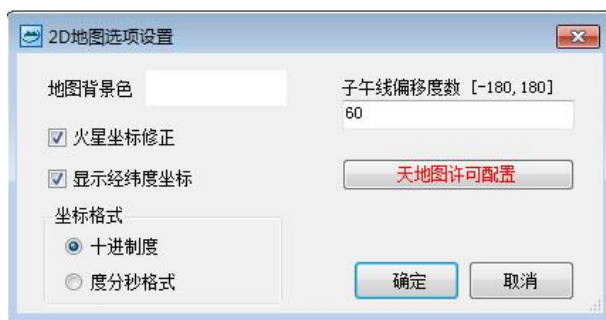 2D地图选项设置
地图背景色
子午线偏移度数 [-180,180]
60
火星坐标修正
显示经纬度坐标
天地图许可配置
坐标格式
十进制度
度分秒格式
确定
取消